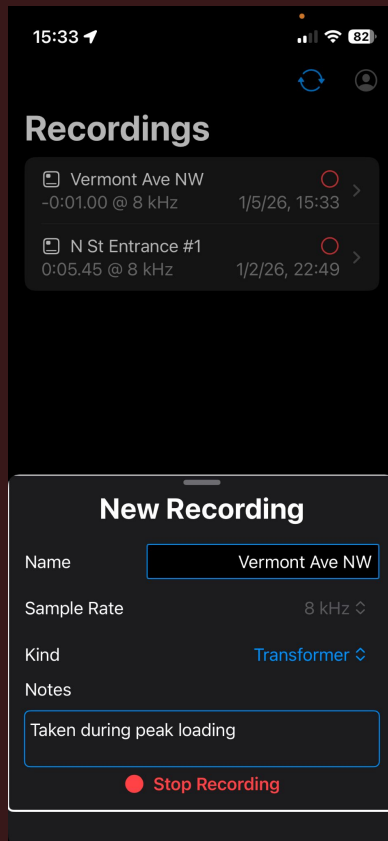 15:33
82
Recordings
Vermont Ave NW
-0:01.00 @ 8 kHz 1/5/26, 15:33
N St Entrance #1
0:05.45 @ 8 kHz 1/2/26, 22:49
New Recording
Name Vermont Ave NW
Sample Rate 8 kHz
Kind Transformer
Notes
Taken during peak loading
Stop Recording